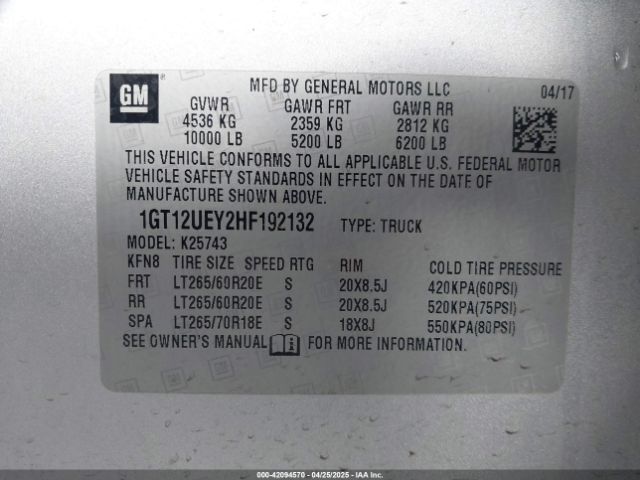 GM
®
MFD BY GENERAL MOTORS LLC 04/17
GVWR GAWR FRT GAWR RR
4536 KG 2359 KG 2812 KG
10000 LB 5200 LB 6200 LB
THIS VEHICLE CONFORMS TO ALL APPLICABLE U.S. FEDERAL MOTOR
VEHICLE SAFETY STANDARDS IN EFFECT ON THE DATE OF
MANUFACTURE SHOWN ABOVE.
1GT12UEY2HF192132 TYPE: TRUCK
MODEL: K25743
KFN8 TIRE SIZE SPEED RTG RIM COLD TIRE PRESSURE
FRT LT265/60R20E S 20X8.5J 420KPA(60PSI)
RR LT265/60R20E S 20X8.5J 520KPA(75PSI)
SPA LT265/70R18E S 18X8J 550KPA(80PSI)
SEE OWNER'S MANUAL FOR MORE INFORMATION.
000-42094570 - 04/25/2025 - IAAI.COM